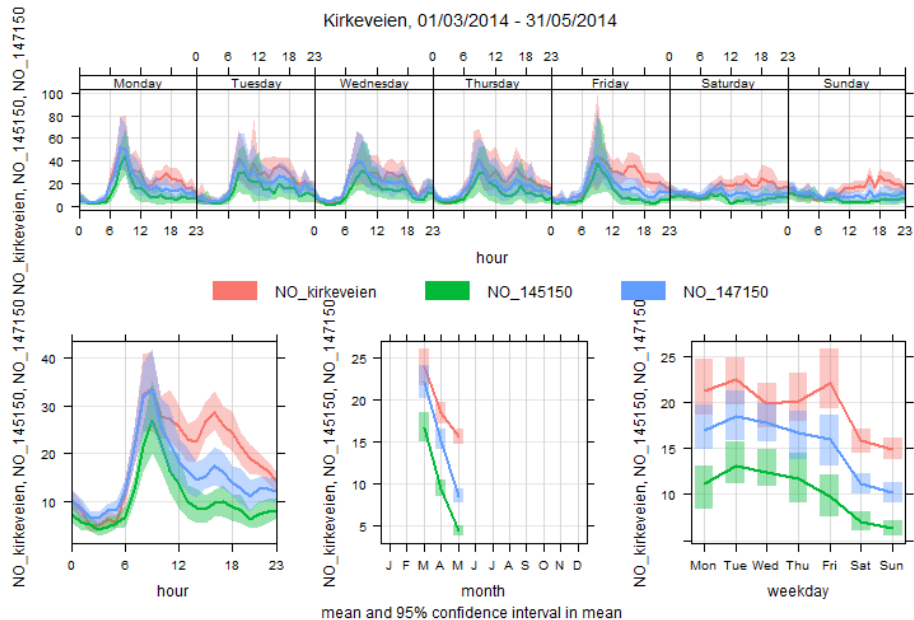 Kirkeveien, 01/03/2014 - 31/05/2014
0 6 12 18 23 0 6 12 18 23 0 6 12 18 23
Monday Tuesday Wednesday Thursday Friday Saturday Sunday
NO_kirkeveien, NO_145150, NO_147150
100
80
60
40
20
0
0 6 12 18 23 0 6 12 18 23 0 6 12 18 23 0 6 12 18 23
hour
NO_kirkeveien NO_145150 NO_147150
NO_kirkeveien, NO_145150, NO_147150
40
30
20
10
0 6 12 18 23
hour
NO_kirkeveien, NO_145150, NO_147150
25
20
15
10
5
J F M A M J J A S O N D
month
NO_kirkeveien, NO_145150, NO_147150
25
20
15
10
Mon Tue Wed Thu Fri Sat Sun
weekday
mean and 95% confidence interval in mean